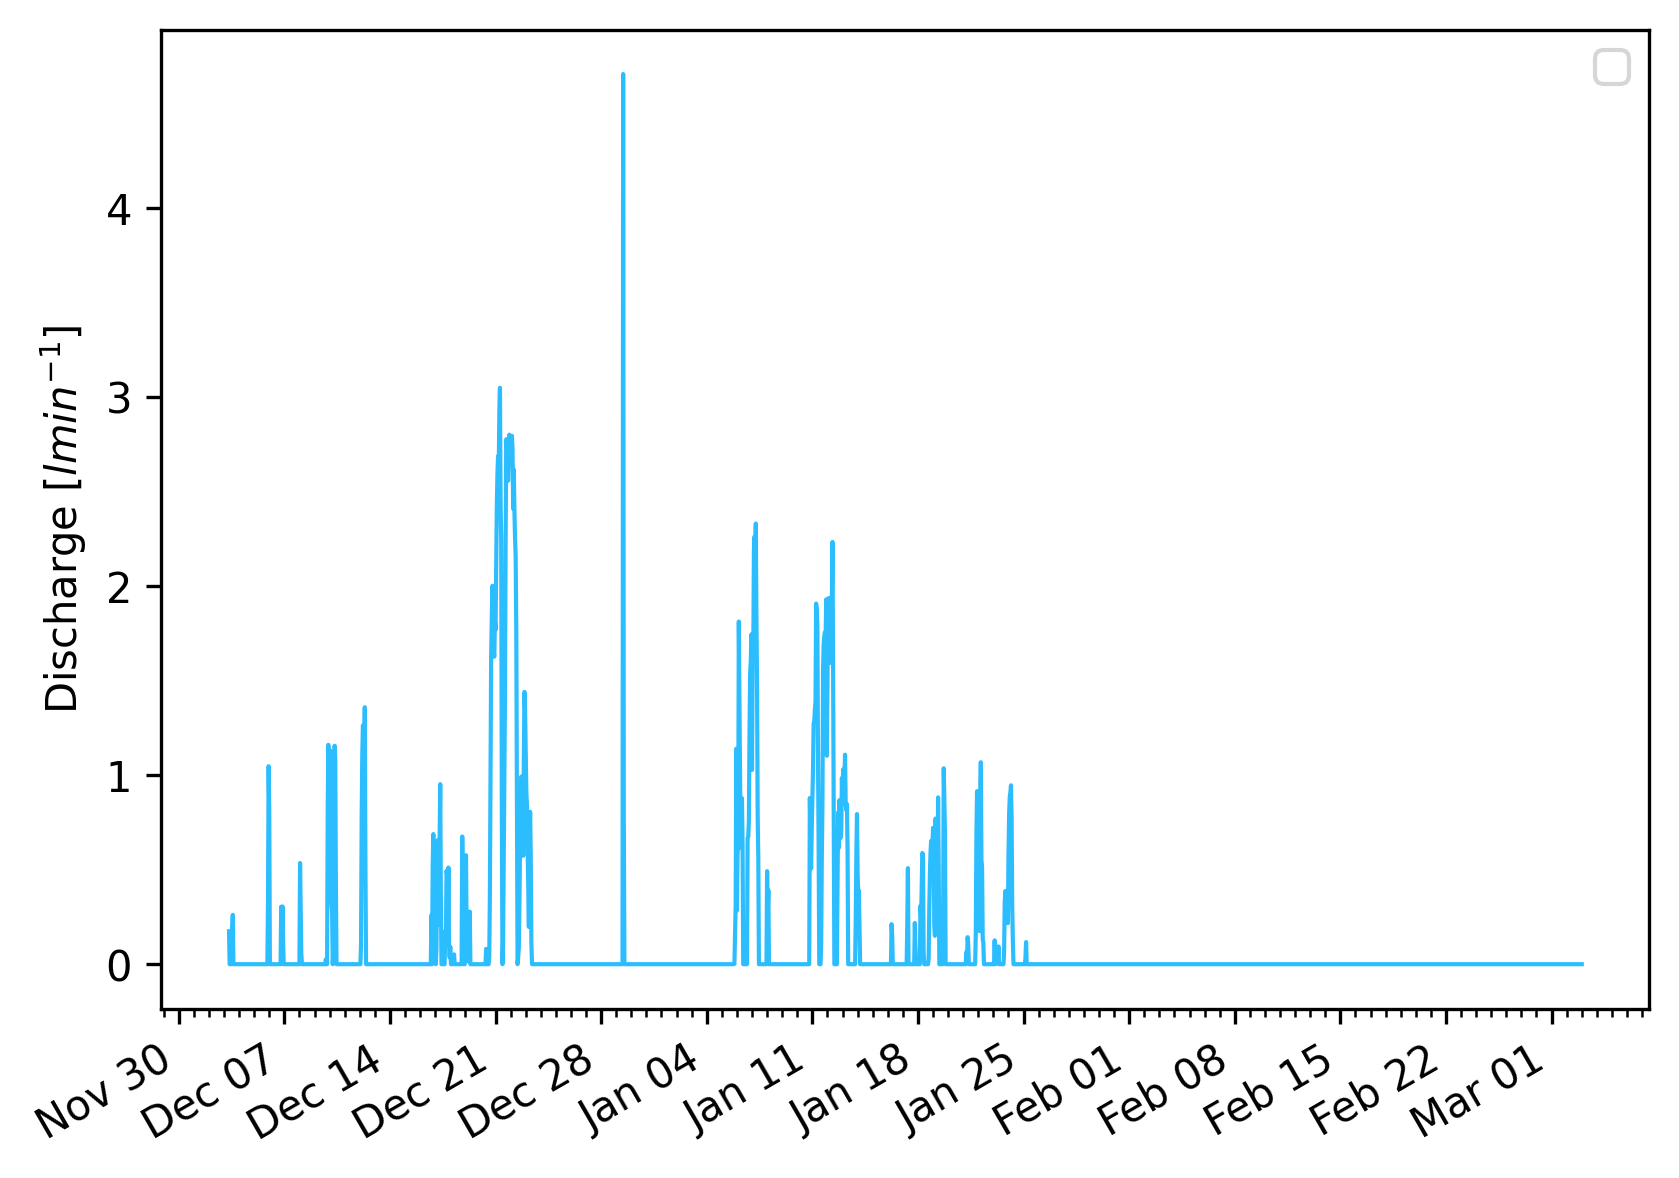 Discharge [lmin⁻¹]
4
3
2
1
0
Nov 30
Dec 07
Dec 14
Dec 21
Dec 28
Jan 04
Jan 11
Jan 18
Jan 25
Feb 01
Feb 08
Feb 15
Feb 22
Mar 01